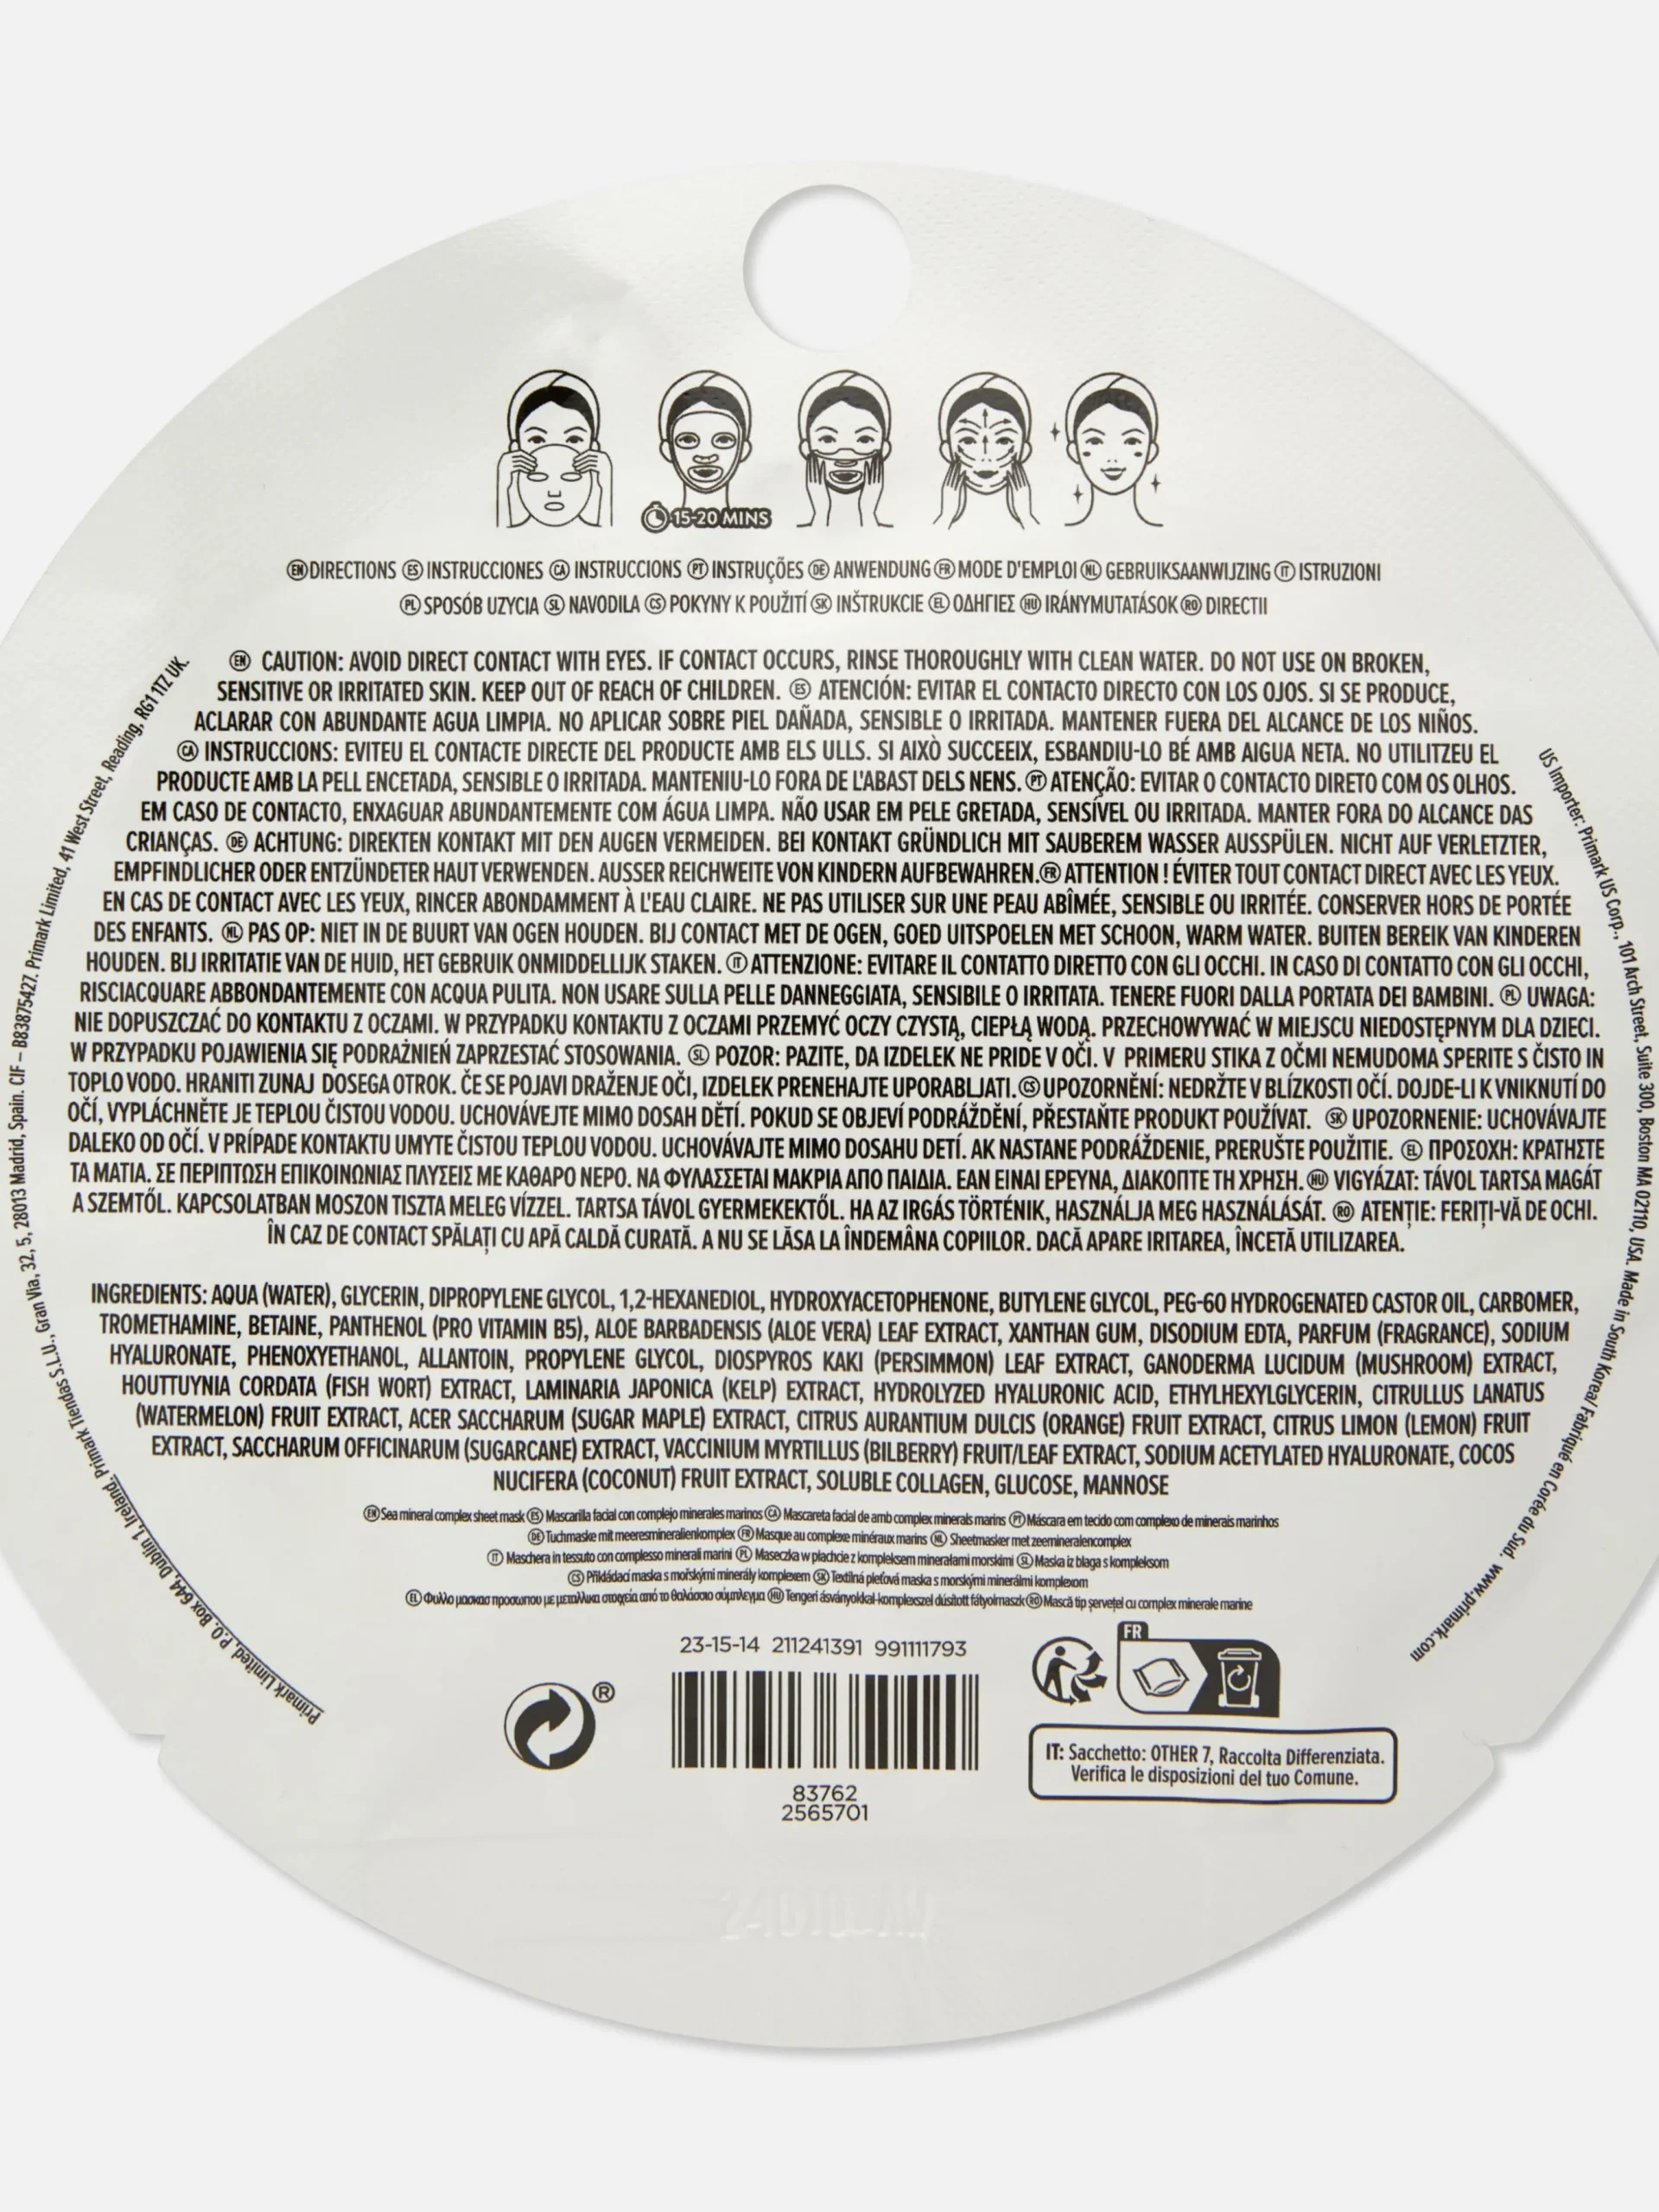 15-20 MINS
EN DIRECTIONS ES INSTRUCCIONES CA INSTRUCCIONS PT INSTRUÇÕES DE ANWENDUNG FR MODE D'EMPLOI NL GEBRUIKSAANWIJZING IT ISTRUZIONI
PL SPOSÓB UZYCIA SL NAVODILA CS POKYNY K POUŽITÍ SK INŠTRUKCIE EL ΟΔΗΓΙΕΣ HU IRÁNYMUTATÁSOK RO DIRECTII
EN CAUTION: AVOID DIRECT CONTACT WITH EYES. IF CONTACT OCCURS, RINSE THOROUGHLY WITH CLEAN WATER. DO NOT USE ON BROKEN,
SENSITIVE OR IRRITATED SKIN. KEEP OUT OF REACH OF CHILDREN. ES ATENCIÓN: EVITAR EL CONTACTO DIRECTO CON LOS OJOS. SI SE PRODUCE,
ACLARAR CON ABUNDANTE AGUA LIMPIA. NO APLICAR SOBRE PIEL DAÑADA, SENSIBLE O IRRITADA. MANTENER FUERA DEL ALCANCE DE LOS NIÑOS.
CA INSTRUCCIONS: EVITEU EL CONTACTE DIRECTE DEL PRODUCTE AMB ELS ULLS. SI AIXÒ SUCCEEIX, ESBANDIU-LO BÉ AMB AIGUA NETA. NO UTILITZEU EL
PRODUCTE AMB LA PELL ENCETADA, SENSIBLE O IRRITADA. MANTENIU-LO FORA DE L'ABAST DELS NENS. PT ATENÇÃO: EVITAR O CONTACTO DIRETO COM OS OLHOS.
EM CASO DE CONTACTO, ENXAGUAR ABUNDANTEMENTE COM ÁGUA LIMPA. NÃO USAR EM PELE GRETADA, SENSÍVEL OU IRRITADA. MANTER FORA DO ALCANCE DAS
CRIANÇAS. DE ACHTUNG: DIREKTEN KONTAKT MIT DEN AUGEN VERMEIDEN. BEI KONTAKT GRÜNDLICH MIT SAUBEREM WASSER AUSSPÜLEN. NICHT AUF VERLETZTER,
EMPFINDLICHER ODER ENTZÜNDETER HAUT VERWENDEN. AUSSER REICHWEITE VON KINDERN AUFBEWAHREN. FR ATTENTION ! ÉVITER TOUT CONTACT DIRECT AVEC LES YEUX.
EN CAS DE CONTACT AVEC LES YEUX, RINCER ABONDAMMENT À L'EAU CLAIRE. NE PAS UTILISER SUR UNE PEAU ABÎMÉE, SENSIBLE OU IRRITÉE. CONSERVER HORS DE PORTÉE
DES ENFANTS. NL PAS OP: NIET IN DE BUURT VAN OGEN HOUDEN. BIJ CONTACT MET DE OGEN, GOED UITSPOELEN MET SCHOON, WARM WATER. BUITEN BEREIK VAN KINDEREN
HOUDEN. BIJ IRRITATIE VAN DE HUID, HET GEBRUIK ONMIDDELLIJK STAKEN. IT ATTENZIONE: EVITARE IL CONTATTO DIRETTO CON GLI OCCHI. IN CASO DI CONTATTO CON GLI OCCHI,
RISCIACQUARE ABBONDANTEMENTE CON ACQUA PULITA. NON USARE SULLA PELLE DANNEGGIATA, SENSIBILE O IRRITATA. TENERE FUORI DALLA PORTATA DEI BAMBINI. PL UWAGA:
NIE DOPUSZCZAĆ DO KONTAKTU Z OCZAMI. W PRZYPADKU KONTAKTU Z OCZAMI PRZEMYĆ OCZY CZYSTĄ, CIEPŁĄ WODĄ. PRZECHOWYWAĆ W MIEJSCU NIEDOSTĘPNYM DLA DZIECI.
W PRZYPADKU POJAWIENIA SIĘ PODRAŻNIEŃ ZAPRZESTAĆ STOSOWANIA. SL POZOR: PAZITE, DA IZDELEK NE PRIDE V OČI. V PRIMERU STIKA Z OČMI NEMUDOMA SPERITE S ČISTO IN
TOPLO VODO. HRANITI ZUNAJ DOSEGA OTROK. ČE SE POJAVI DRAŽENJE OČI, IZDELEK PRENEHAJTE UPORABLJATI. CS UPOZORNĚNÍ: NEDRŽTE V BLÍZKOSTI OČÍ. DOJDE-LI K VNIKNUTÍ DO
OČÍ, VYPLÁCHNĚTE JE TEPLOU ČISTOU VODOU. UCHOVÁVEJTE MIMO DOSAH DĚTÍ. POKUD SE OBJEVÍ PODRÁŽDĚNÍ, PŘESTAŇTE PRODUKT POUŽÍVAT. SK UPOZORNENIE: UCHOVÁVAJTE
DALEKO OD OČÍ. V PRÍPADE KONTAKTU UMYTE ČISTOU TEPLOU VODOU. UCHOVÁVAJTE MIMO DOSAHU DETÍ. AK NASTANE PODRÁŽDENIE, PRERUŠTE POUŽITIE. EL ΠΡΟΣΟΧΗ: ΚΡΑΤΗΣΤΕ
ΤΑ ΜΑΤΙΑ. ΣΕ ΠΕΡΙΠΤΩΣΗ ΕΠΙΚΟΙΝΩΝΙΑΣ ΠΛΥΣΕΙΣ ΜΕ ΚΑΘΑΡΟ ΝΕΡΟ. ΝΑ ΦΥΛΑΣΣΕΤΑΙ ΜΑΚΡΙΑ ΑΠΟ ΠΑΙΔΙΑ. ΕΑΝ ΕΙΝΑΙ ΕΡΕΥΝΑ, ΔΙΑΚΟΠΤΕ ΤΗ ΧΡΗΣΗ. HU VIGYÁZAT: TÁVOL TARTSA MAGÁT
A SZEMTŐL. KAPCSOLATBAN MOSZON TISZTA MELEG VÍZZEL. TARTSA TÁVOL GYERMEKEKTŐL. HA AZ IRGÁS TÖRTÉNIK, HASZNÁLJA MEG HASZNÁLÁSÁT. RO ATENȚIE: FERIȚI-VĂ DE OCHI.
ÎN CAZ DE CONTACT SPĂLAȚI CU APĂ CALDĂ CURATĂ. A NU SE LĂSA LA ÎNDEMÂNA COPIILOR. DACĂ APARE IRITAREA, ÎNCETĂ UTILIZAREA.
INGREDIENTS: AQUA (WATER), GLYCERIN, DIPROPYLENE GLYCOL, 1,2-HEXANEDIOL, HYDROXYACETOPHENONE, BUTYLENE GLYCOL, PEG-60 HYDROGENATED CASTOR OIL, CARBOMER,
TROMETHAMINE, BETAINE, PANTHENOL (PRO VITAMIN B5), ALOE BARBADENSIS (ALOE VERA) LEAF EXTRACT, XANTHAN GUM, DISODIUM EDTA, PARFUM (FRAGRANCE), SODIUM
HYALURONATE, PHENOXYETHANOL, ALLANTOIN, PROPYLENE GLYCOL, DIOSPYROS KAKI (PERSIMMON) LEAF EXTRACT, GANODERMA LUCIDUM (MUSHROOM) EXTRACT,
HOUTTUYNIA CORDATA (FISH WORT) EXTRACT, LAMINARIA JAPONICA (KELP) EXTRACT, HYDROLYZED HYALURONIC ACID, ETHYLHEXYLGLYCERIN, CITRULLUS LANATUS
(WATERMELON) FRUIT EXTRACT, ACER SACCHARUM (SUGAR MAPLE) EXTRACT, CITRUS AURANTIUM DULCIS (ORANGE) FRUIT EXTRACT, CITRUS LIMON (LEMON) FRUIT
EXTRACT, SACCHARUM OFFICINARUM (SUGARCANE) EXTRACT, VACCINIUM MYRTILLUS (BILBERRY) FRUIT/LEAF EXTRACT, SODIUM ACETYLATED HYALURONATE, COCOS
NUCIFERA (COCONUT) FRUIT EXTRACT, SOLUBLE COLLAGEN, GLUCOSE, MANNOSE
EN Sea mineral complex sheet mask ES Mascarilla facial con complejo minerales marinos CA Mascareta facial de amb complex minerals marins PT Máscara em tecido com complexo de minerais marinhos
DE Tuchmaske mit meeresmineralienkomplex FR Masque au complexe minéraux marins NL Sheetmasker met zeemineralencomplex
IT Maschera in tessuto con complesso minerali marini PL Maseczka w płachcie z kompleksem minerałami morskimi SL Maska iz blaga s kompleksom
CS Přikládací maska s mořskými minerály komplexem SK Textilná pleťová maska s morskými minerálmi komplexom
EL Φυλλο μασκασ προσωπου με μεταλλικα στοιχεία από το θαλάσσιο σύμπλεγμα HU Tengeri ásványokkal-komplexszel dúsított fátyolmaszk RO Mască tip șervețel cu complex minerale marine
23-15-14 211241391 991111793
83762
2565701
®
FR
IT: Sacchetto: OTHER 7, Raccolta Differenziata.
Verifica le disposizioni del tuo Comune.
Primark Limited, P.O. Box 644, Dublin 1, Ireland. Primark Tiendas S.L.U., Gran Via, 32, 5, 28013 Madrid, Spain. CIF – B83875427. Primark Limited, 41 West Street, Reading, RG1 1TZ UK.
US Importer: Primark US Corp., 101 Arch Street, Suite 300, Boston MA 02110, USA. Made in South Korea/ Fabriqué en Corée du Sud. www.primark.com